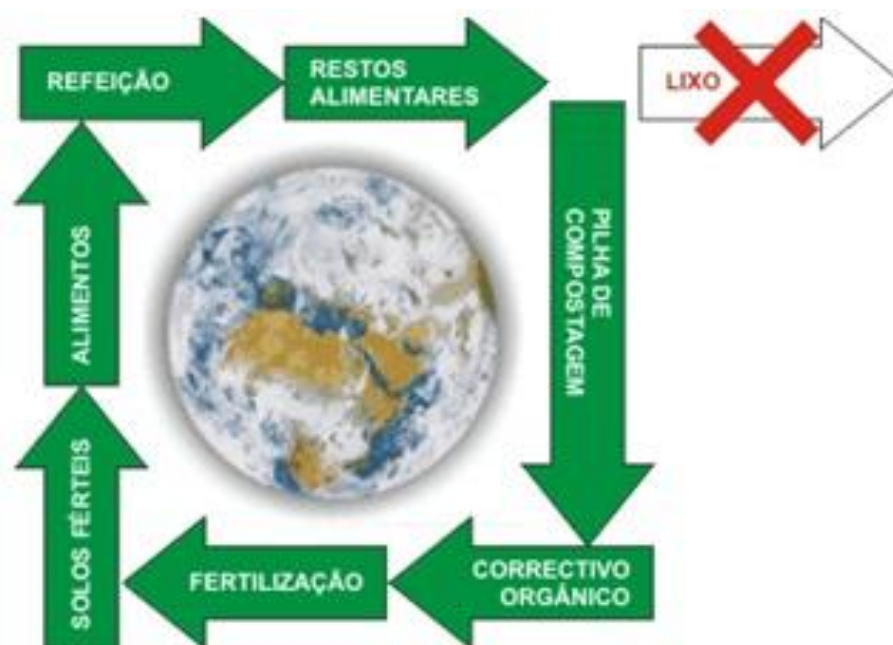 REFEIÇÃO
RESTOS
ALIMENTARES
LIXO
PILHA DE
COMPOSTAGEM
CORRECTIVO
ORGÂNICO
FERTILIZAÇÃO
SOLOS FÉRTEIS
ALIMENTOS